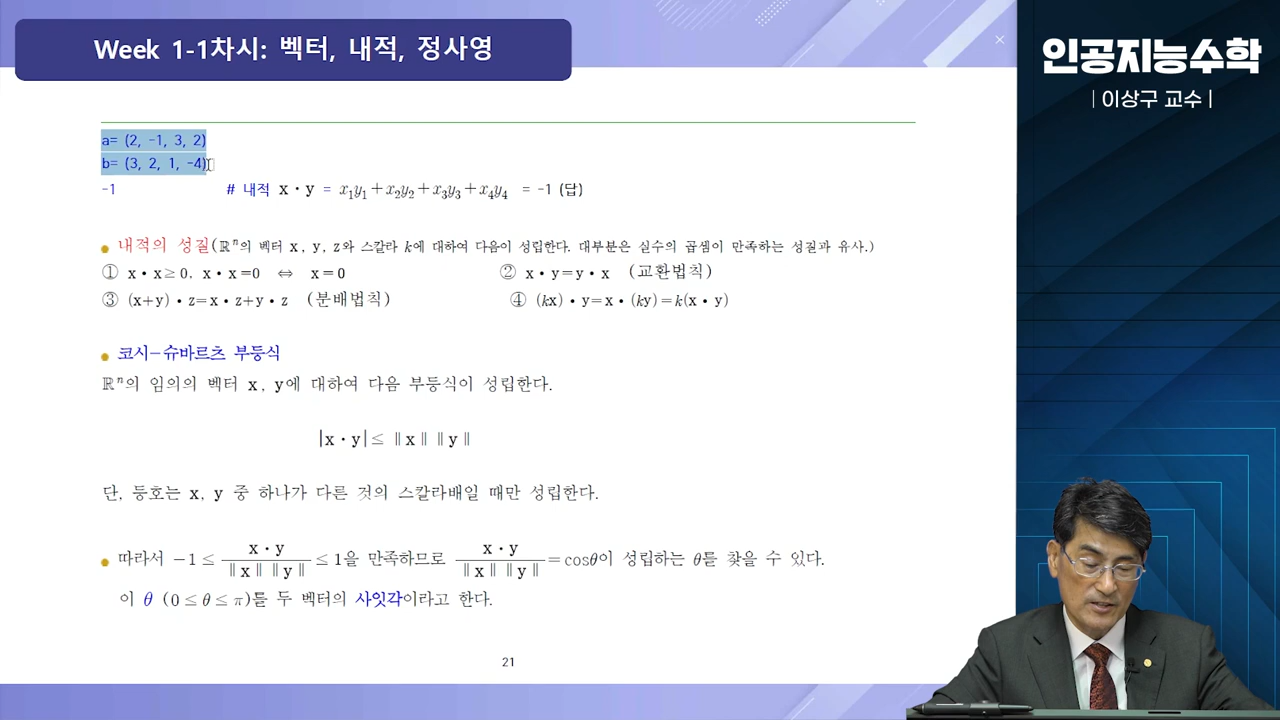 Week 1-1차시: 벡터, 내적, 정사영
인공지능수학
| 이상구 교수 |
a= (2, -1, 3, 2)
b= (3, 2, 1, -4)
-1 # 내적 x · y = x₁y₁+x₂y₂+x₃y₃+x₄y₄ = -1 (답)
내적의 성질(ℝⁿ의 벡터 x, y, z와 스칼라 k에 대하여 다음이 성립한다. 대부분은 실수의 곱셈이 만족하는 성질과 유사.)
① x · x ≥ 0, x · x = 0 ⇔ x = 0 ② x · y = y · x (교환법칙)
③ (x+y) · z = x · z + y · z (분배법칙) ④ (kx) · y = x · (ky) = k(x · y)
코시-슈바르츠 부등식
ℝⁿ의 임의의 벡터 x, y에 대하여 다음 부등식이 성립한다.
|x · y| ≤ ‖x‖ ‖y‖
단, 등호는 x, y 중 하나가 다른 것의 스칼라배일 때만 성립한다.
따라서 -1 ≤ x · y / ‖x‖ ‖y‖ ≤ 1을 만족하므로 x · y / ‖x‖ ‖y‖ = cosθ이 성립하는 θ를 찾을 수 있다.
이 θ (0 ≤ θ ≤ π)를 두 벡터의 사잇각이라고 한다.
21